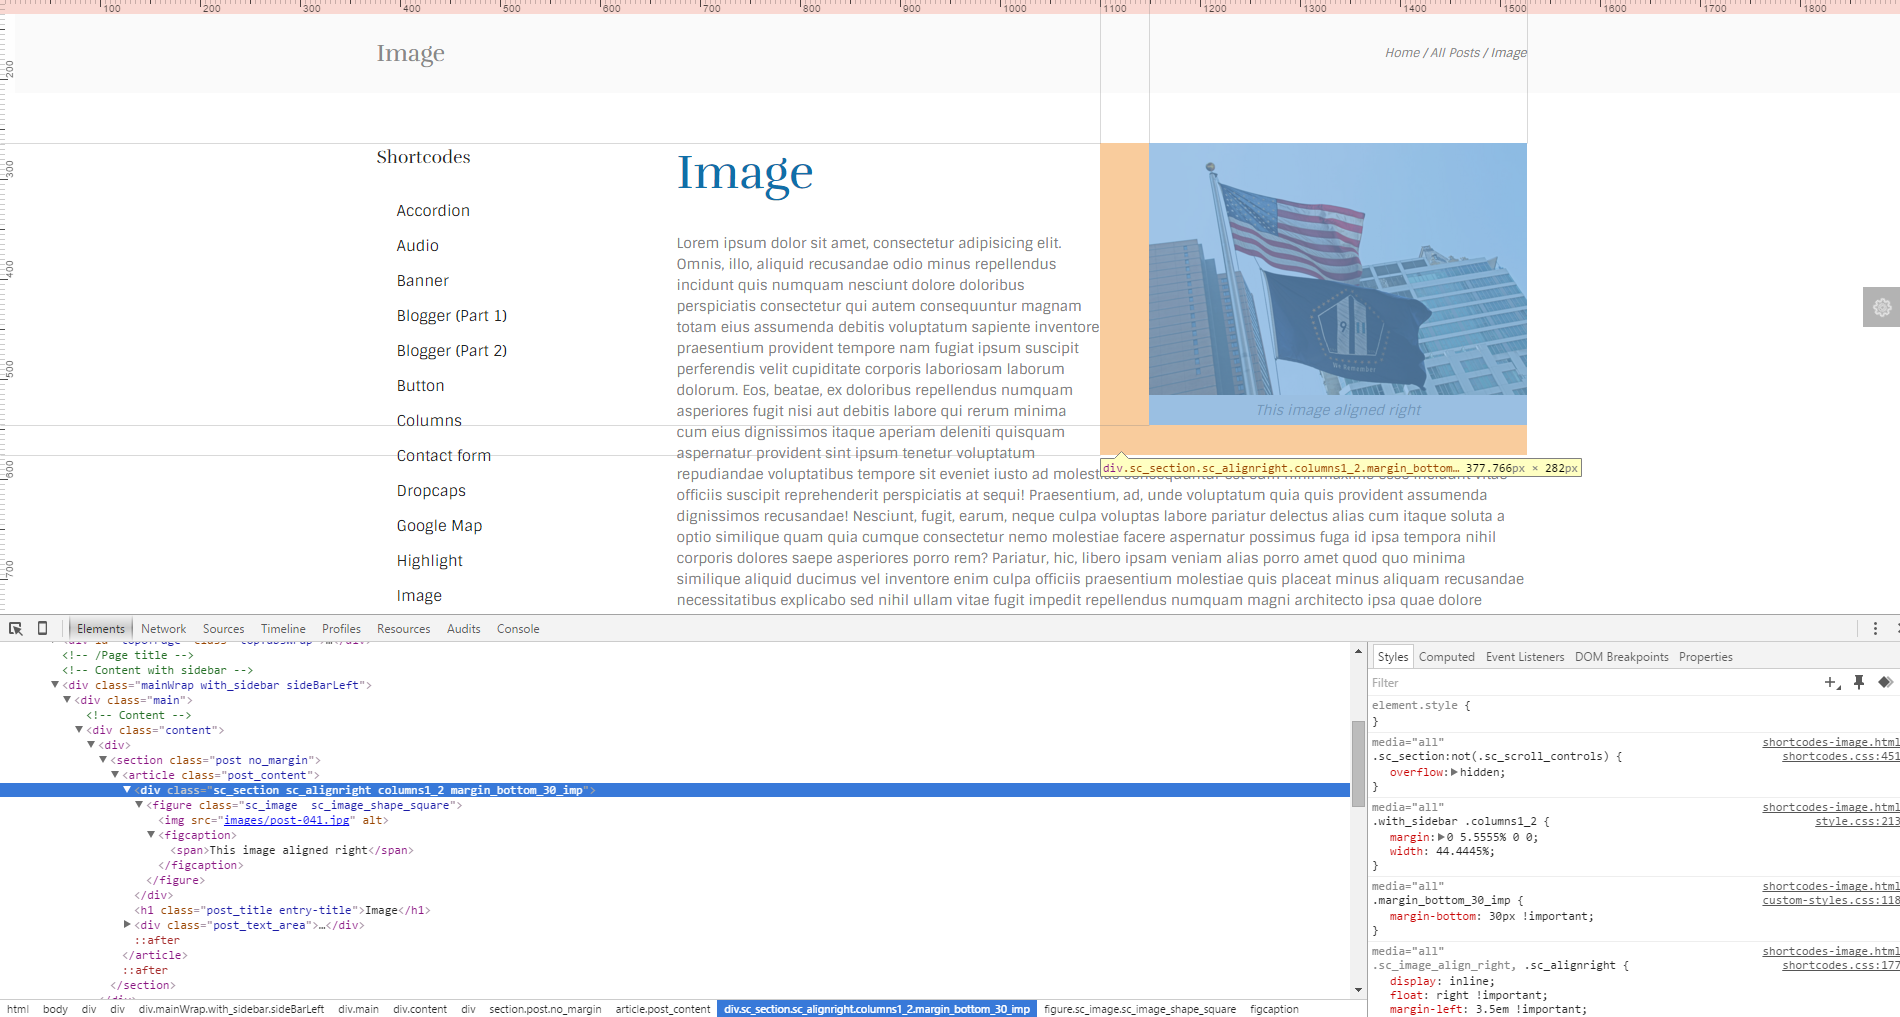 100 200 300 400 500 600 700 800 900 1000 1100 1200 1300 1400 1500 1600 1700 1800
200
300
400
500
600
700
Image
Home / All Posts / Image
Shortcodes
Accordion
Audio
Banner
Blogger (Part 1)
Blogger (Part 2)
Button
Columns
Contact form
Dropcaps
Google Map
Highlight
Image
Image
Lorem ipsum dolor sit amet, consectetur adipisicing elit.
Omnis, illo, aliquid recusandae odio minus repellendus
incidunt quis numquam nesciunt dolore doloribus
perspiciatis consectetur qui autem consequuntur magnam
totam eius assumenda debitis voluptatum sapiente inventore
praesentium provident tempore nam fugiat ipsum suscipit
perferendis velit cupiditate corporis laboriosam laborum
dolorum. Eos, beatae, ex doloribus repellendus numquam
asperiores fugit nisi aut debitis labore qui rerum minima
cum eius dignissimos itaque aperiam deleniti quisquam
aspernatur provident sint ipsum tenetur voluptatum
repudiandae voluptatibus tempore sit eveniet iusto ad
officiis suscipit reprehenderit perspiciatis at sequi! Praesentium, ad, unde voluptatum quia quis provident assumenda
dignissimos recusandae! Nesciunt, fugit, earum, neque culpa voluptas labore pariatur delectus alias cum itaque soluta a
optio similique quam quia cumque consectetur nemo molestiae facere aspernatur possimus fuga id ipsa tempora nihil
corporis dolores saepe asperiores porro rem? Pariatur, hic, libero ipsam veniam alias porro amet quod quo minima
similique aliquid ducimus vel inventore enim culpa officiis praesentium molestiae quis placeat minus aliquam recusandae
necessitatibus explicabo sed nihil ullam vitae fugit impedit repellendus numquam magni architecto ipsa quae dolore
9 11
We Remember
This image aligned right
div.sc_section.sc_alignright.columns1_2.margin_bottom… 377.766px × 282px
Elements Network Sources Timeline Profiles Resources Audits Console
<!-- /Page title -->
<!-- Content with sidebar -->
<div class="mainWrap with_sidebar sideBarLeft">
<div class="main">
<!-- Content -->
<div class="content">
<div>
<section class="post no_margin">
<article class="post_content">
<div class="sc_section sc_alignright columns1_2 margin_bottom_30_imp">
<figure class="sc_image  sc_image_shape_square">
<img src="images/post-041.jpg" alt>
<figcaption>
<span>This image aligned right</span>
</figcaption>
</figure>
</div>
<h1 class="post_title entry-title">Image</h1>
<div class="post_text_area">…</div>
::after
</article>
::after
</section>
html body div div div.mainWrap.with_sidebar.sideBarLeft div.main div.content div section.post.no_margin article.post_content div.sc_section.sc_alignright.columns1_2.margin_bottom_30_imp figure.sc_image.sc_image_shape_square figcaption
Styles Computed Event Listeners DOM Breakpoints Properties
Filter
element.style {
}
media="all" shortcodes-image.html
.sc_section:not(.sc_scroll_controls) { shortcodes.css:451
overflow: hidden;
}
media="all" shortcodes-image.html
.with_sidebar .columns1_2 { style.css:213
margin: 0 5.5555% 0 0;
width: 44.4445%;
}
media="all" shortcodes-image.html
.margin_bottom_30_imp { custom-styles.css:118
margin-bottom: 30px !important;
}
media="all" shortcodes-image.html
.sc_image_align_right, .sc_alignright { shortcodes.css:177
display: inline;
float: right !important;
margin-left: 3.5em !important;